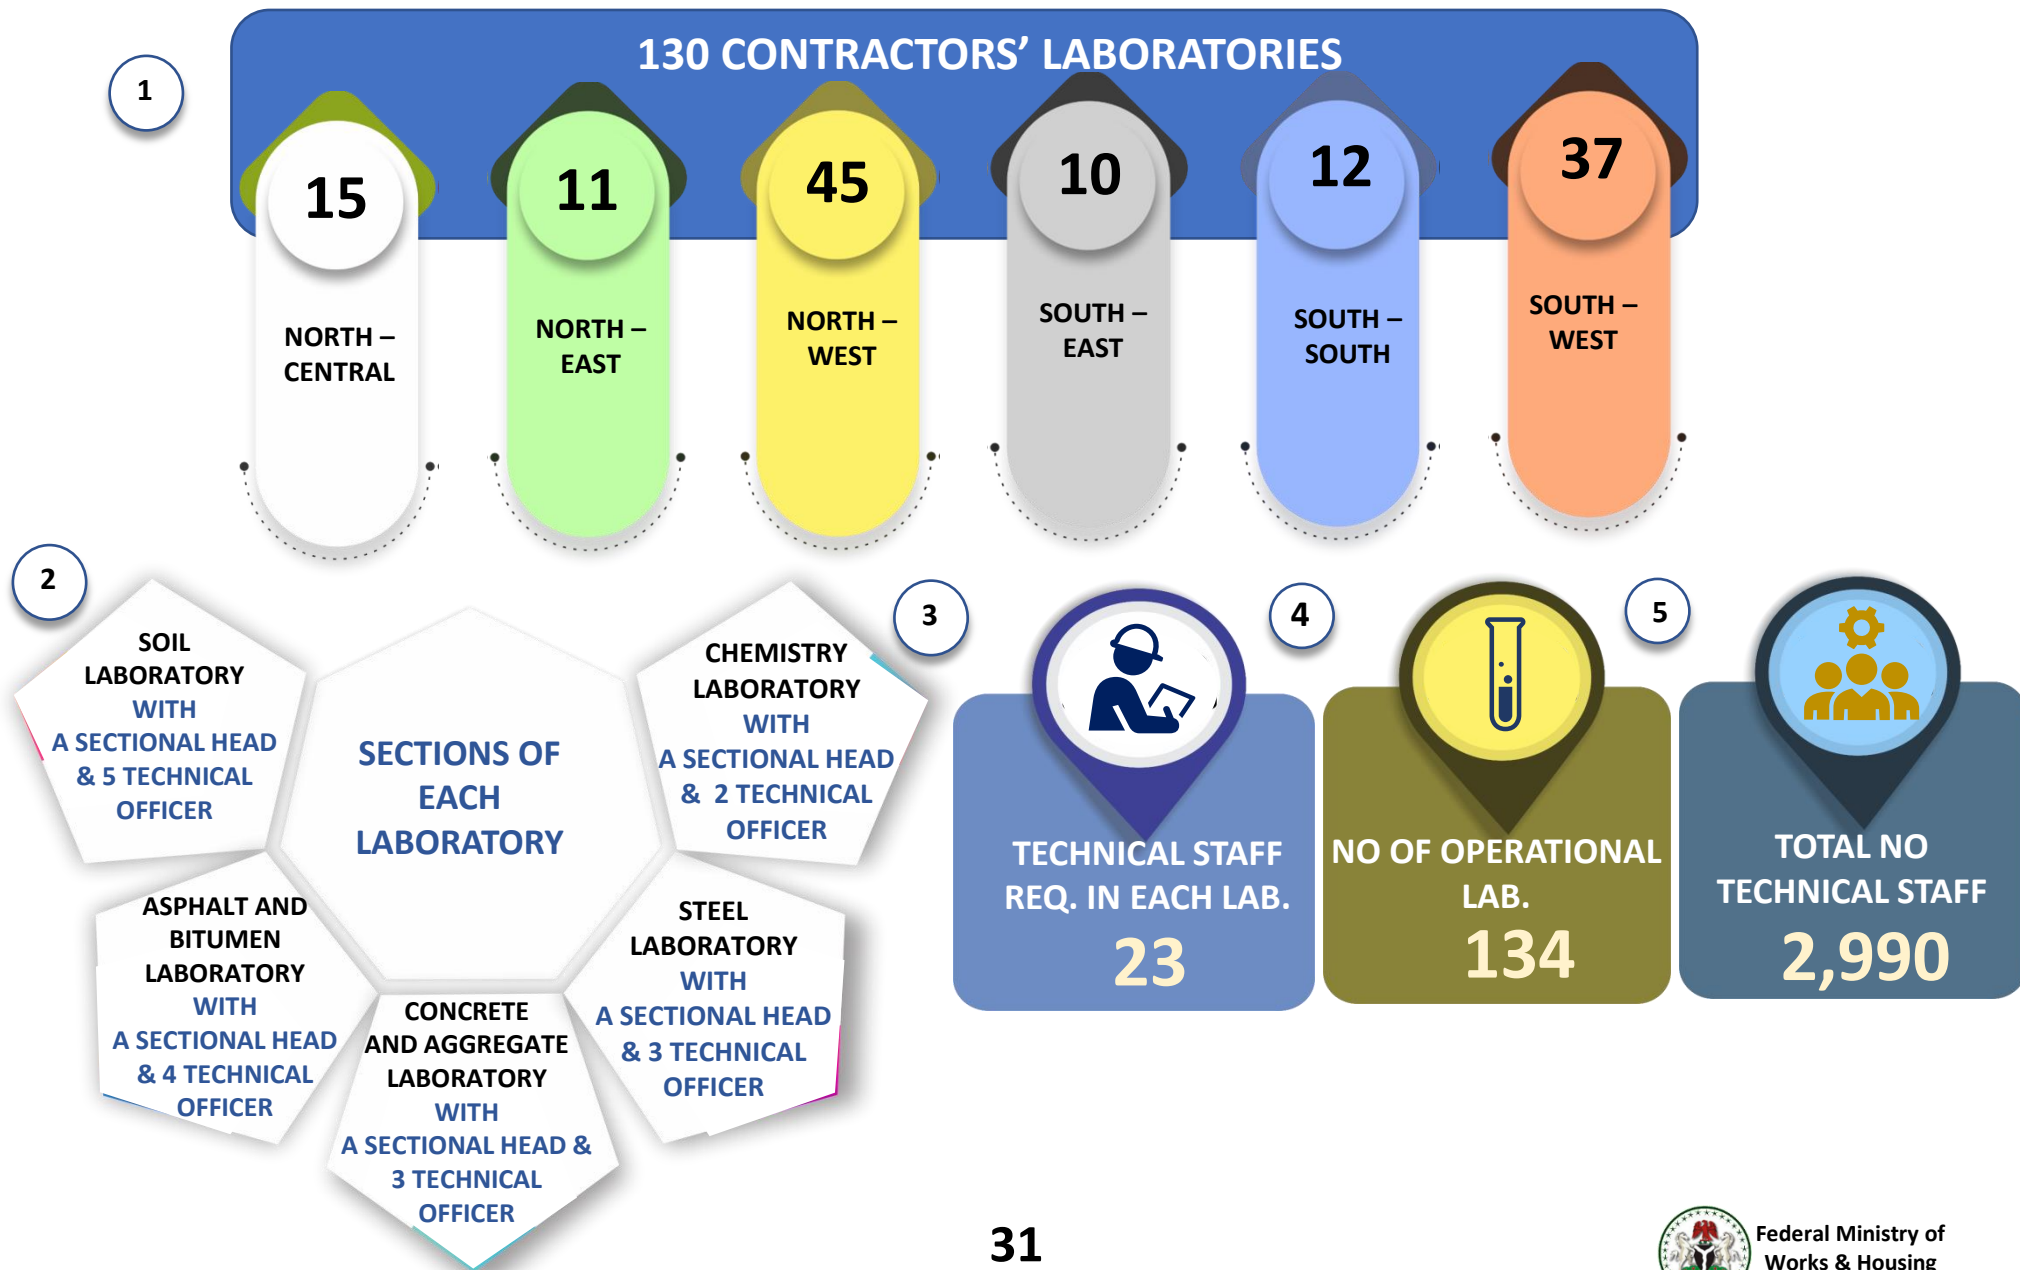 130 CONTRACTORS’ LABORATORIES
1
15
NORTH –
CENTRAL
11
NORTH –
EAST
45
NORTH –
WEST
10
SOUTH –
EAST
12
SOUTH –
SOUTH
37
SOUTH –
WEST
2
SOIL
LABORATORY
WITH
A SECTIONAL HEAD
& 5 TECHNICAL
OFFICER
SECTIONS OF
EACH
LABORATORY
CHEMISTRY
LABORATORY
WITH
A SECTIONAL HEAD
& 2 TECHNICAL
OFFICER
ASPHALT AND
BITUMEN
LABORATORY
WITH
A SECTIONAL HEAD
& 4 TECHNICAL
OFFICER
CONCRETE
AND AGGREGATE
LABORATORY
WITH
A SECTIONAL HEAD &
3 TECHNICAL
OFFICER
STEEL
LABORATORY
WITH
A SECTIONAL HEAD
& 3 TECHNICAL
OFFICER
3
TECHNICAL STAFF
REQ. IN EACH LAB.
23
4
NO OF OPERATIONAL
LAB.
134
5
TOTAL NO
TECHNICAL STAFF
2,990
31
Federal Ministry of
Works & Housing